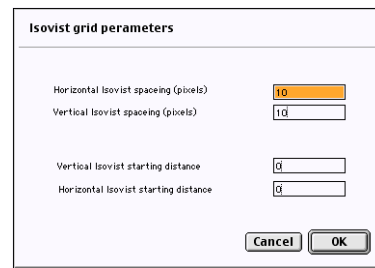 Isovist grid perameters
Horizontal Isovist spaceing (pixels) 10
Vertical Isovist spaceing (pixels) 10
Vertical Isovist starting distance 0
Horizontal Isovist starting distance 0
Cancel OK